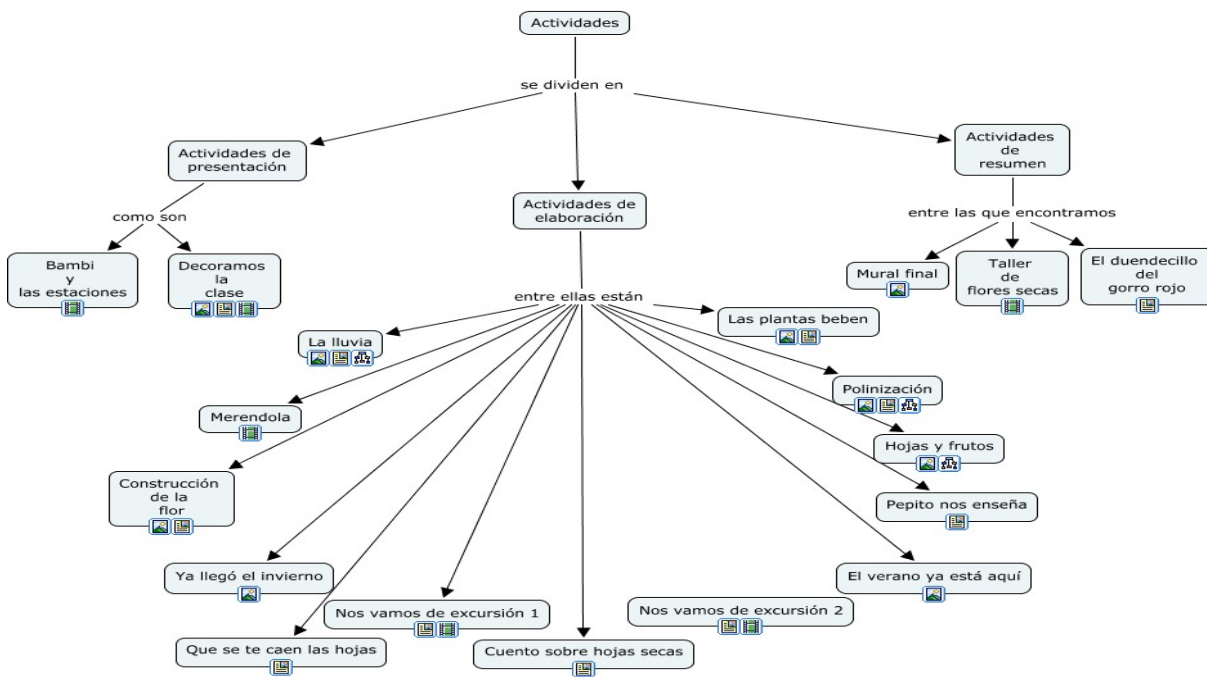 Actividades
se dividen en
Actividades de
presentación
Actividades de
elaboración
Actividades
de
resumen
como son
entre las que encontramos
Bambi
y
las estaciones
Decoramos
la
clase
Mural final
Taller
de
flores secas
El duendecillo
del
gorro rojo
entre ellas están
La lluvia
Las plantas beben
Merendola
Polinización
Construcción
de la
flor
Hojas y frutos
Pepito nos enseña
Ya llegó el invierno
El verano ya está aquí
Nos vamos de excursión 1
Nos vamos de excursión 2
Que se te caen las hojas
Cuento sobre hojas secas